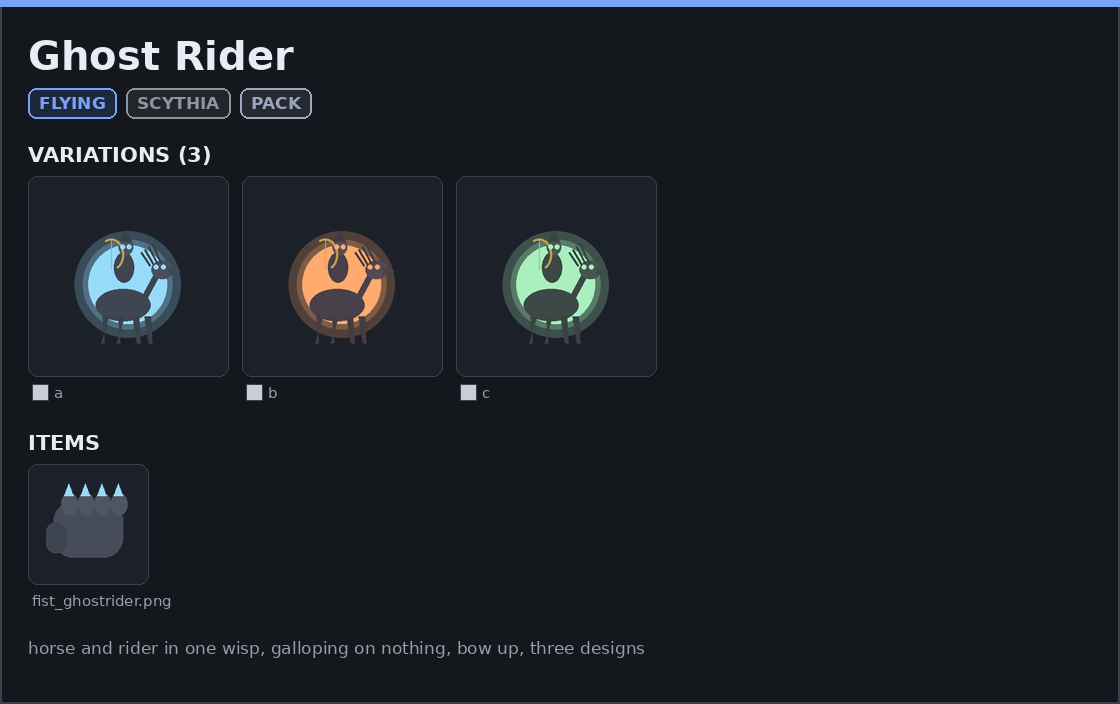 Ghost Rider
FLYING SCYTHIA PACK
VARIATIONS (3)
a b c
ITEMS
fist_ghostrider.png
horse and rider in one wisp, galloping on nothing, bow up, three designs